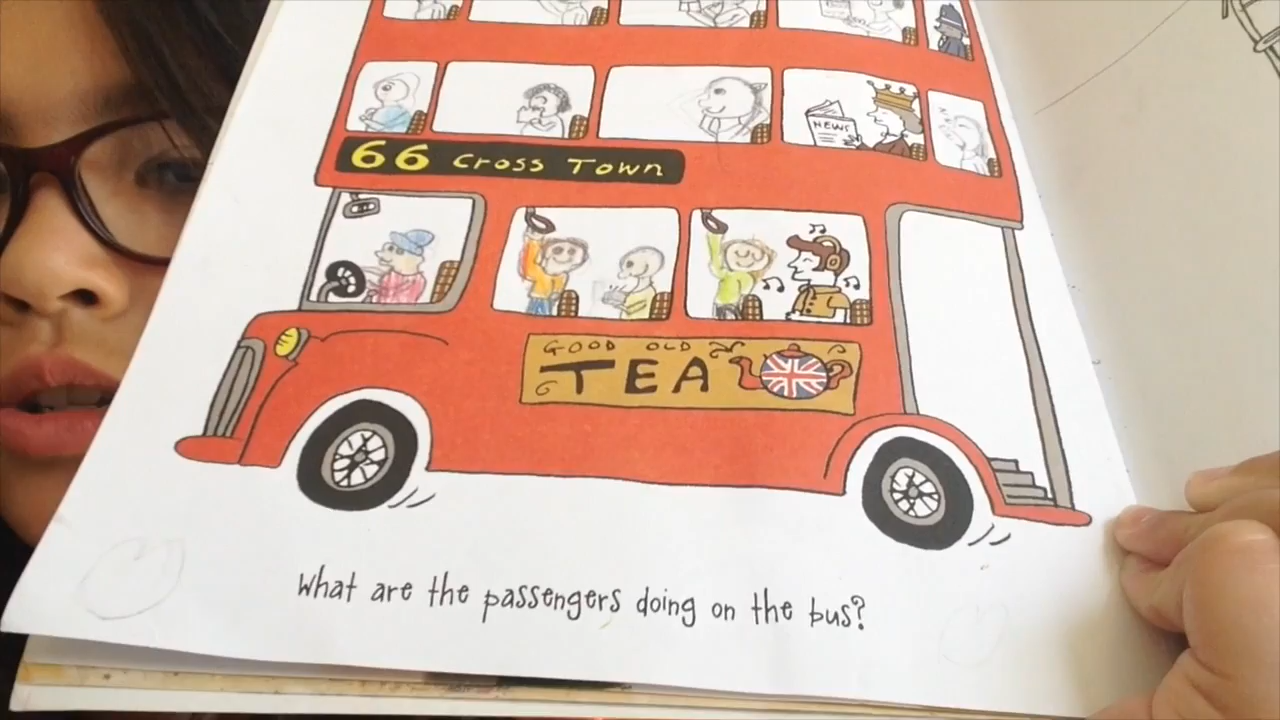 NEWS
66 Cross Town
GOOD OLD
TEA
What are the passengers doing on the bus?